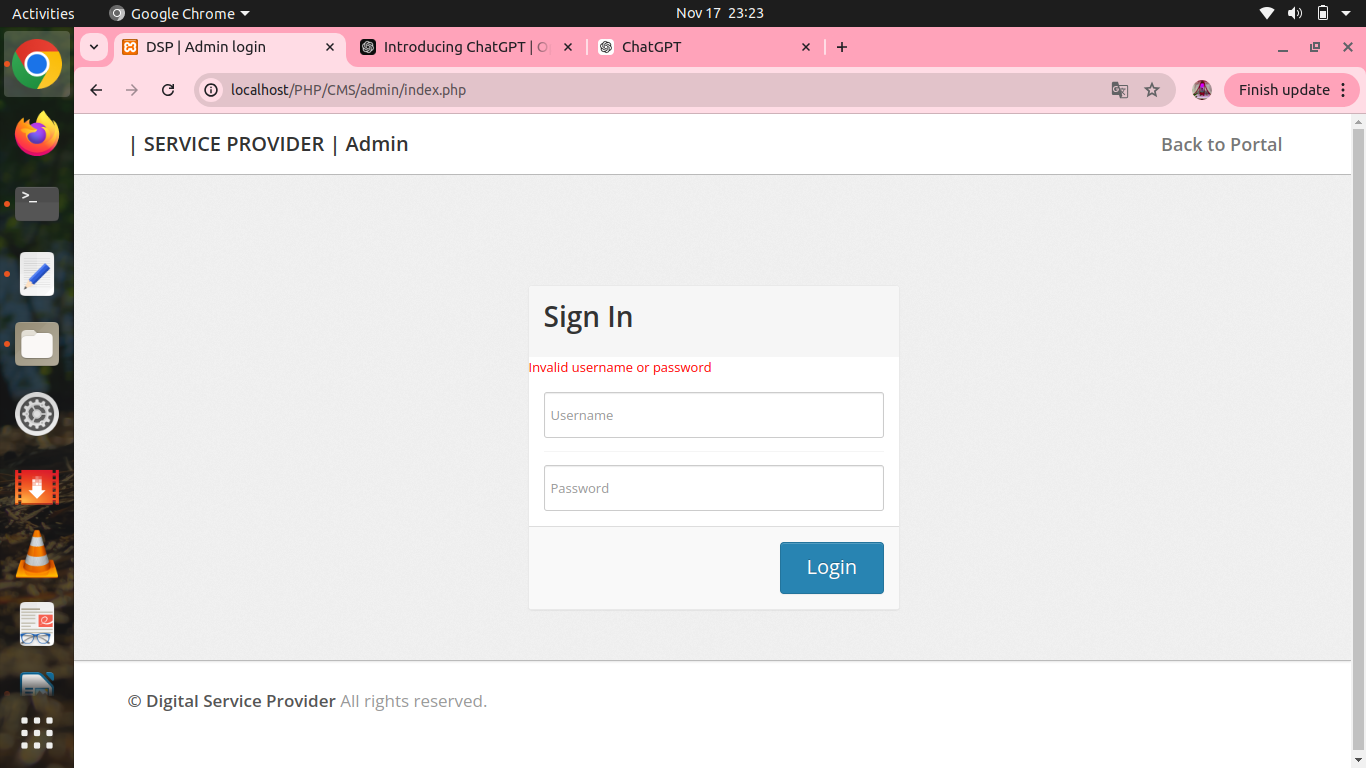 Activities
Google Chrome
Nov 17 23:23
DSP | Admin login
Introducing ChatGPT | O
ChatGPT
localhost/PHP/CMS/admin/index.php
Finish update
| SERVICE PROVIDER | Admin
Back to Portal
Sign In
Invalid username or password
Username
Password
Login
© Digital Service Provider All rights reserved.